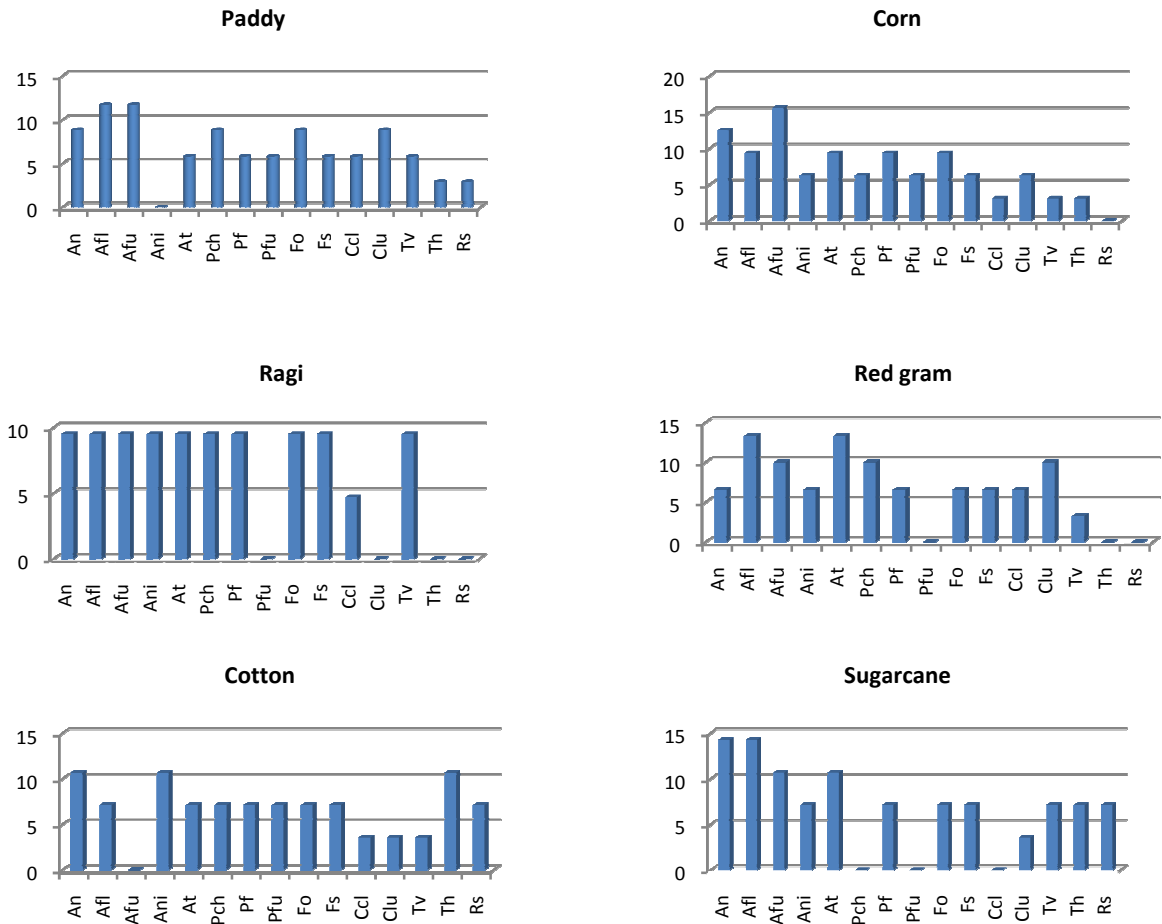 Paddy
15
10
5
0
An Afl Afu Ani At Pch Pf Pfu Fo Fs Ccl Clu Tv Th Rs
Corn
20
15
10
5
0
An Afl Afu Ani At Pch Pf Pfu Fo Fs Ccl Clu Tv Th Rs
Ragi
10
5
0
An Afl Afu Ani At Pch Pf Pfu Fo Fs Ccl Clu Tv Th Rs
Red gram
15
10
5
0
An Afl Afu Ani At Pch Pf Pfu Fo Fs Ccl Clu Tv Th Rs
Cotton
15
10
5
0
An Afl Afu Ani At Pch Pf Pfu Fo Fs Ccl Clu Tv Th Rs
Sugarcane
15
10
5
0
An Afl Afu Ani At Pch Pf Pfu Fo Fs Ccl Clu Tv Th Rs